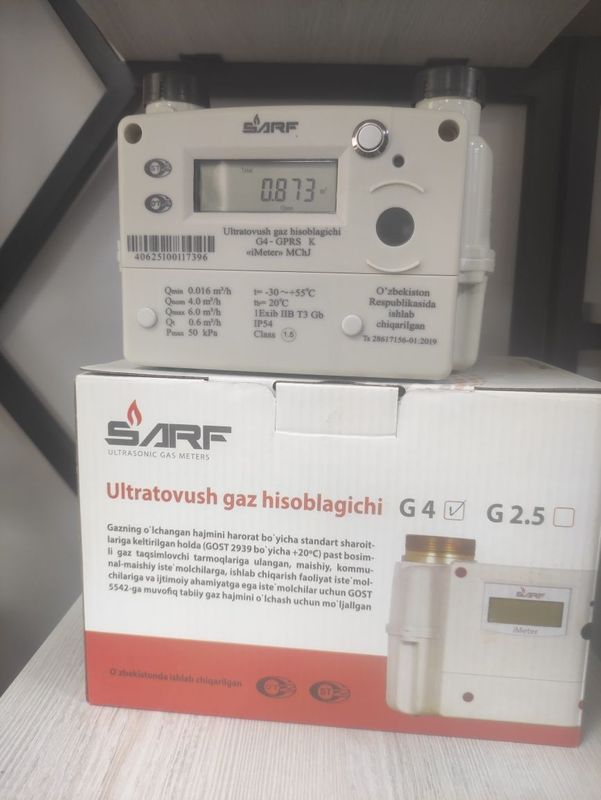 SARF
Total
0.873 m³
Ultratovush gaz hisoblagichi
G4 - GPRS K
«iMeter» MChJ
40625100117396
Qmin 0.016 m³/h
Qnom 4.0 m³/h
Qmax 6.0 m³/h
Qt 0.6 m³/h
Pmax 50 kPa
t= -30～+55°C
tb= 20°C
1Exib IIB T3 Gb
IP54
Class 1.5
O'zbekiston
Respublikasida
ishlab
chiqarilgan
Ts 28617156-01:2019
SARF
ULTRASONIC GAS METERS
Ultratovush gaz hisoblagichi G 4 G 2.5
Gazning o`lchangan hajmini harorat bo`yicha standart sharoit-
lariga keltirilgan holda (GOST 2939 bo`yicha +20ºC) past bosim-
li gaz taqsimlovchi tarmoqlariga ulangan, maishiy, kommu-
nal-maishiy iste`molchilarga, ishlab chiqarish faoliyat iste`mol-
chilariga va ijtimoiy ahamiyatga ega iste`molchilar uchun GOST
5542-ga muvofiq tabiiy gaz hajmini o`lchash uchun mo`ljallgan
SARF
iMeter
O`zbekistonda ishlab chiqarilgan